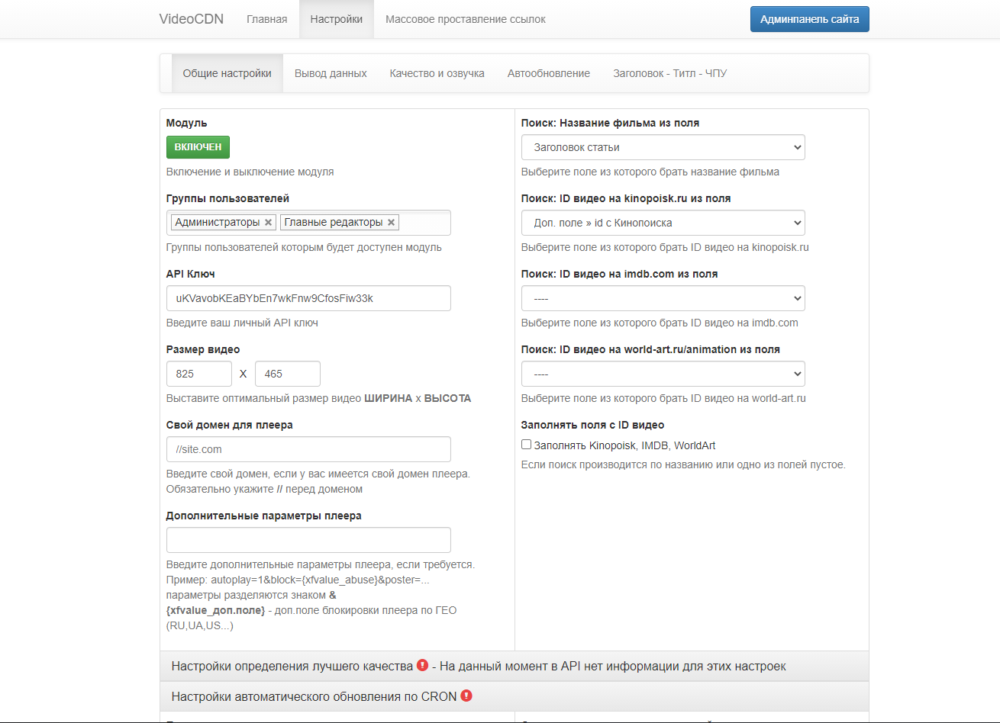 VideoCDN Главная Настройки Массовое проставление ссылок Админпанель сайта
Общие настройки Вывод данных Качество и озвучка Автообновление Заголовок - Титл - ЧПУ
Модуль
ВКЛЮЧЕН
Включение и выключение модуля
Группы пользователей
Администраторы × Главные редакторы ×
Группы пользователей которым будет доступен модуль
API Ключ
uKVavobKEaBYbEn7wkFnw9CfosFiw33k
Введите ваш личный API ключ
Размер видео
825 X 465
Выставите оптимальный размер видео ШИРИНА x ВЫСОТА
Свой домен для плеера
//site.com
Введите свой домен, если у вас имеется свой домен плеера.
Обязательно укажите // перед доменом
Дополнительные параметры плеера
Введите дополнительные параметры плеера, если требуется.
Пример: autoplay=1&block={xfvalue_abuse}&poster=...
параметры разделяются знаком &
{xfvalue_доп.поле} - доп.поле блокировки плеера по ГЕО
(RU,UA,US...)
Поиск: Название фильма из поля
Заголовок статьи
Выберите поле из которого брать название фильма
Поиск: ID видео на kinopoisk.ru из поля
Доп. поле » id с Кинопоиска
Выберите поле из которого брать ID видео на kinopoisk.ru
Поиск: ID видео на imdb.com из поля
----
Выберите поле из которого брать ID видео на imdb.com
Поиск: ID видео на world-art.ru/animation из поля
----
Выберите поле из которого брать ID видео на world-art.ru
Заполнять поля с ID видео
Заполнять Kinopoisk, IMDB, WorldArt
Если поиск производится по названию или одно из полей пустое.
Настройки определения лучшего качества ! - На данный момент в API нет информации для этих настроек
Настройки автоматического обновления по CRON !